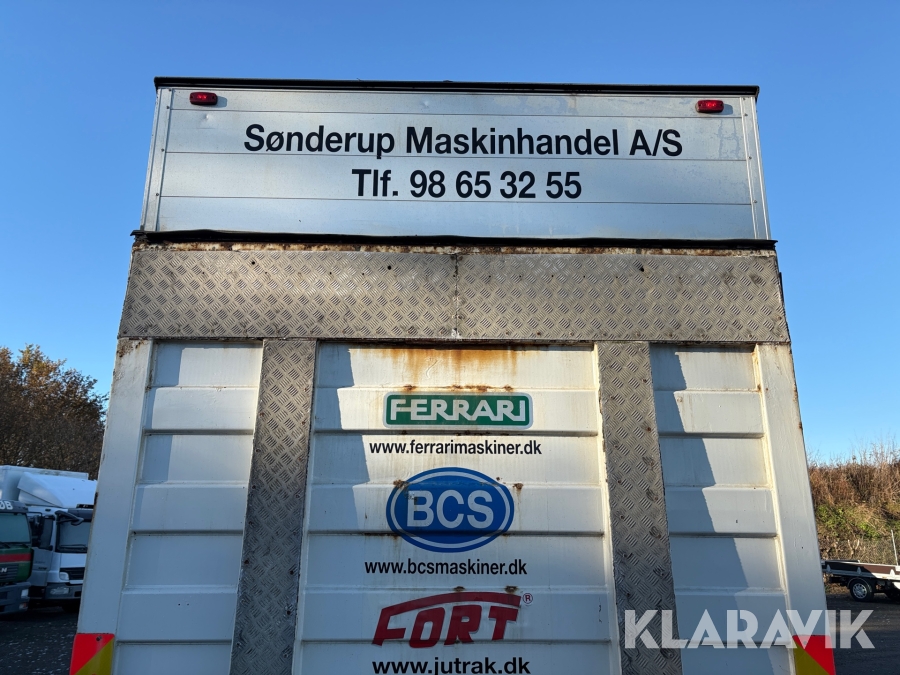 Sønderup Maskinhandel A/S
Tlf. 98 65 32 55
FERRARI
www.ferrarimaskiner.dk
BCS
www.bcsmaskiner.dk
FORT®
www.jutrak.dk
KLARAVIK